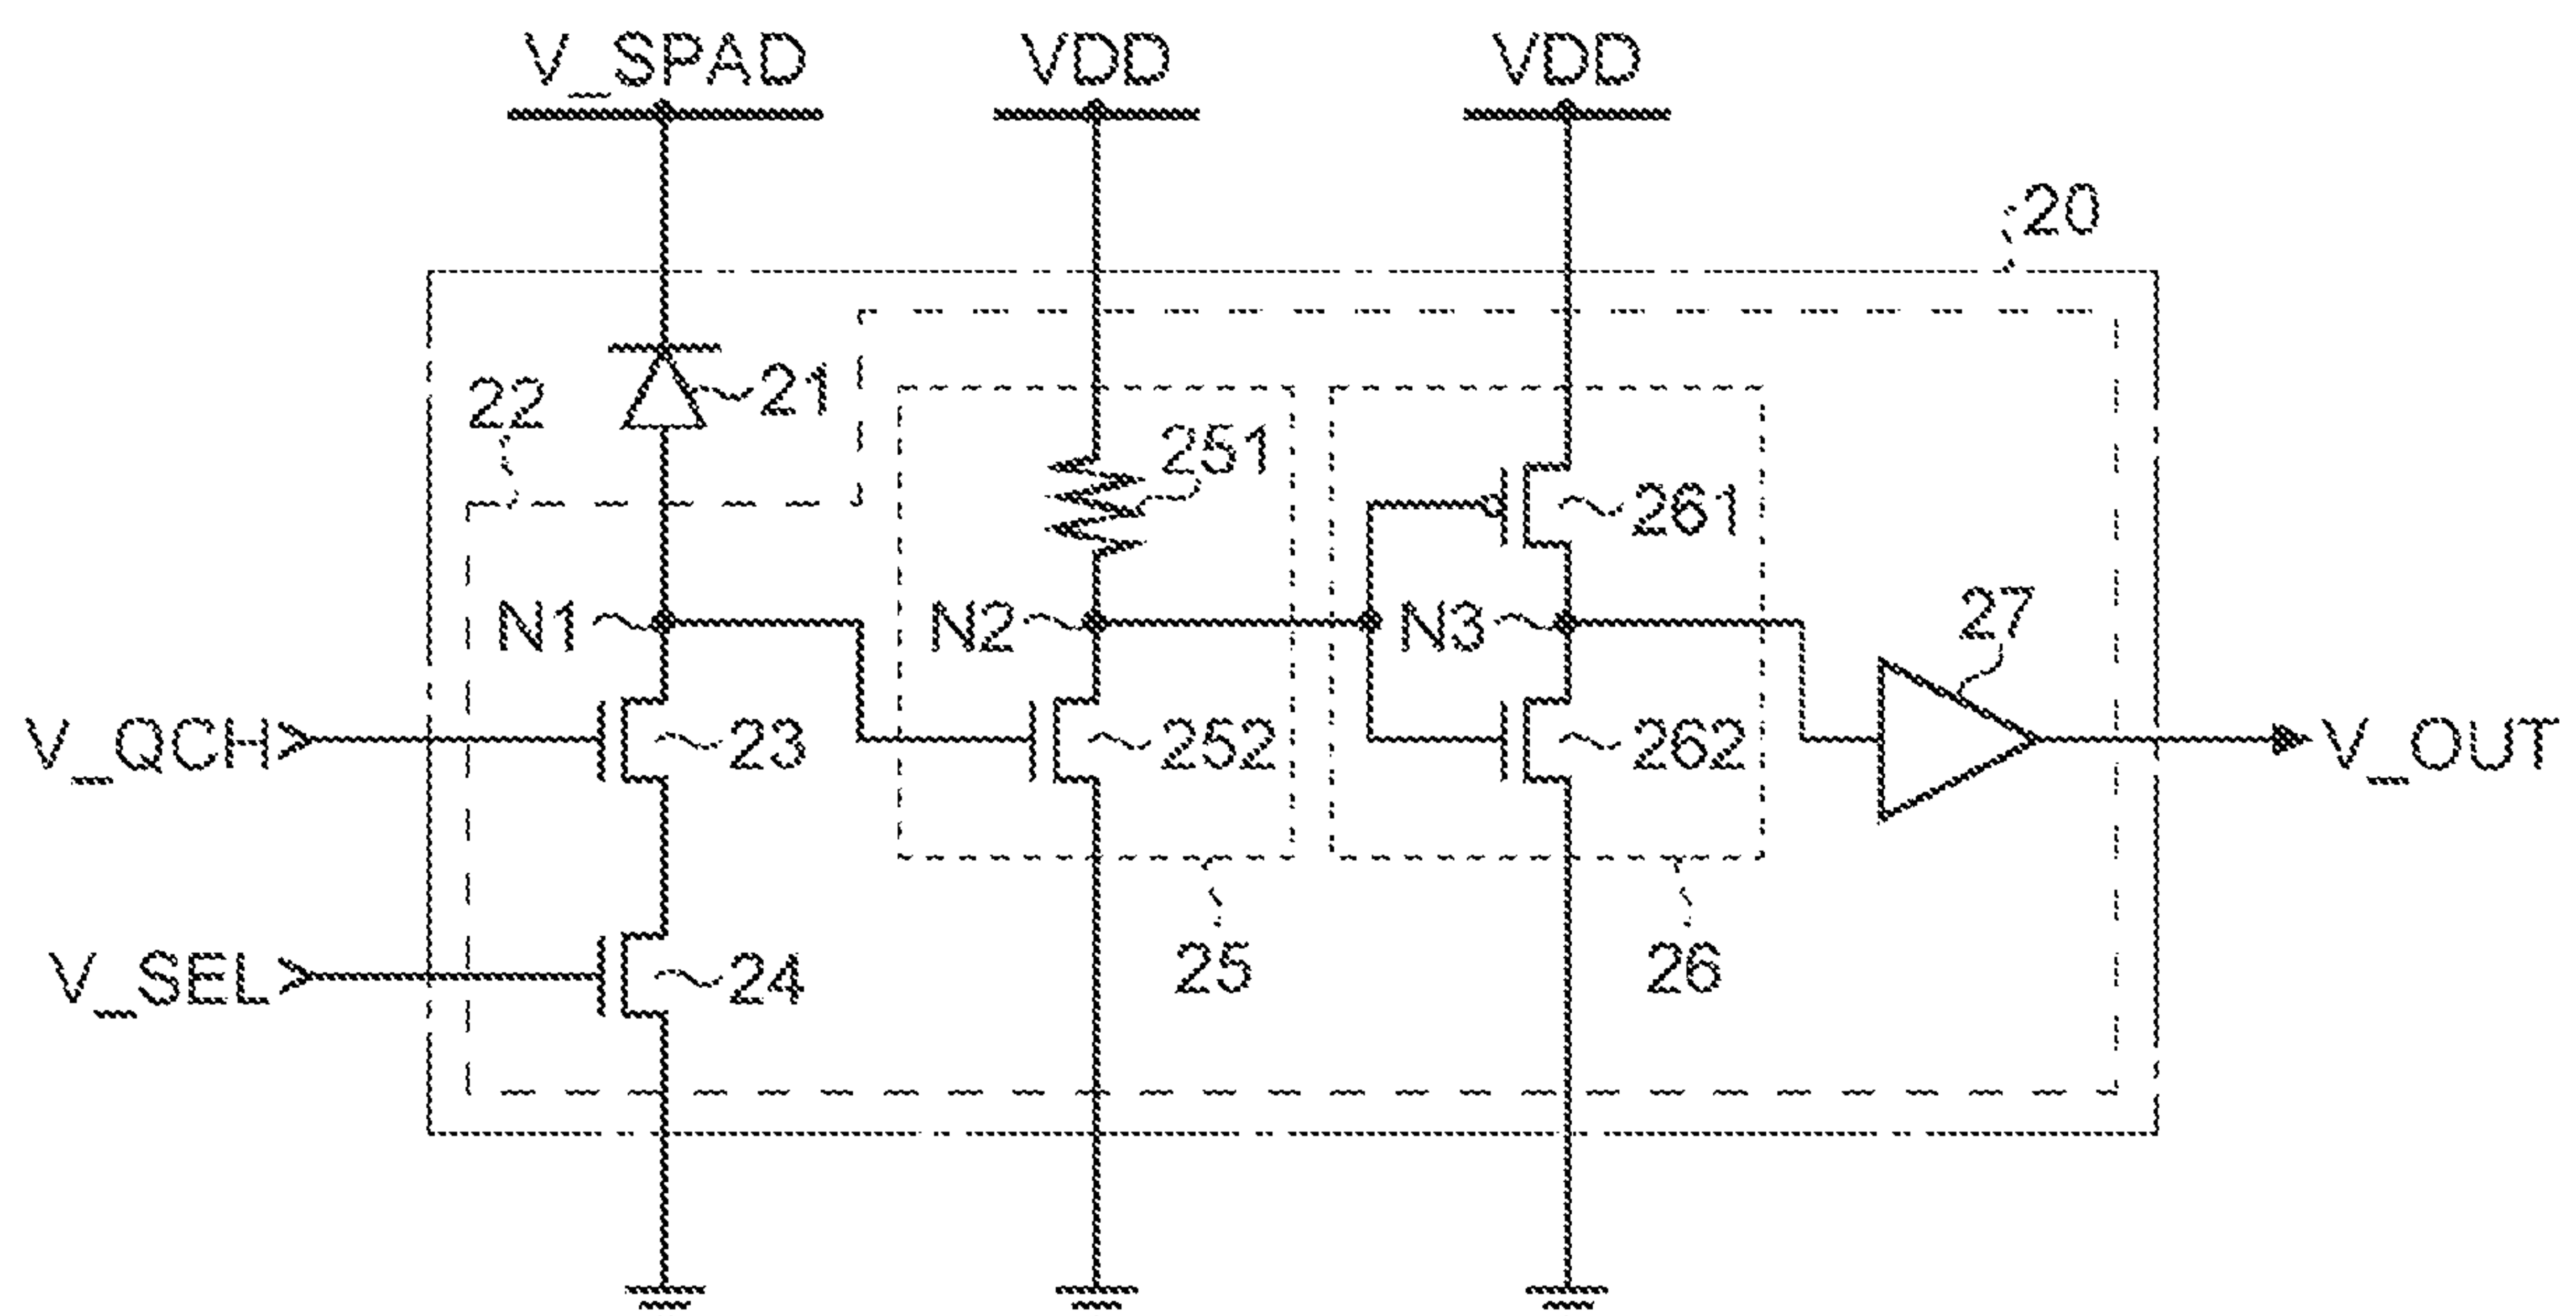 V_SPAD VDD VDD
20
21
22
251
261
N1 N2 N3
27
V_QCH 23 252 262 V_OUT
V_SEL 24 25 26